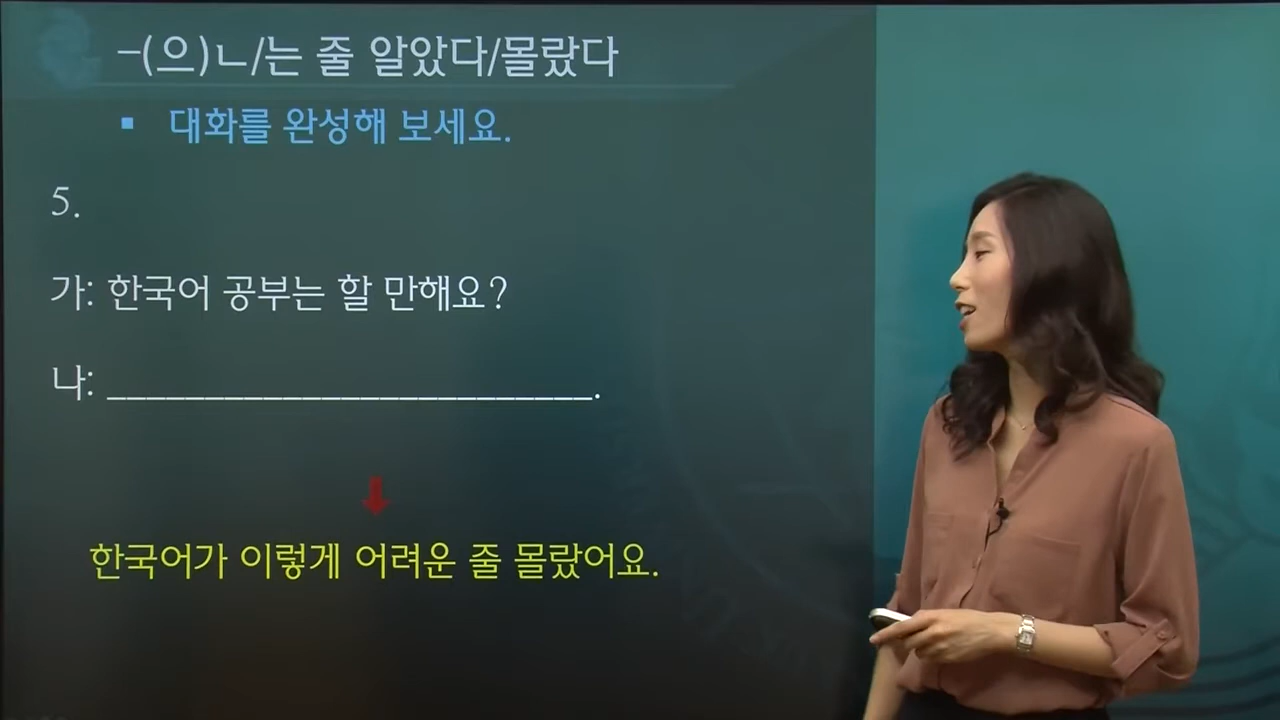 -(으)ㄴ/는 줄 알았다/몰랐다
▪ 대화를 완성해 보세요.
5.
가: 한국어 공부는 할 만해요?
나: _________________________.
한국어가 이렇게 어려운 줄 몰랐어요.